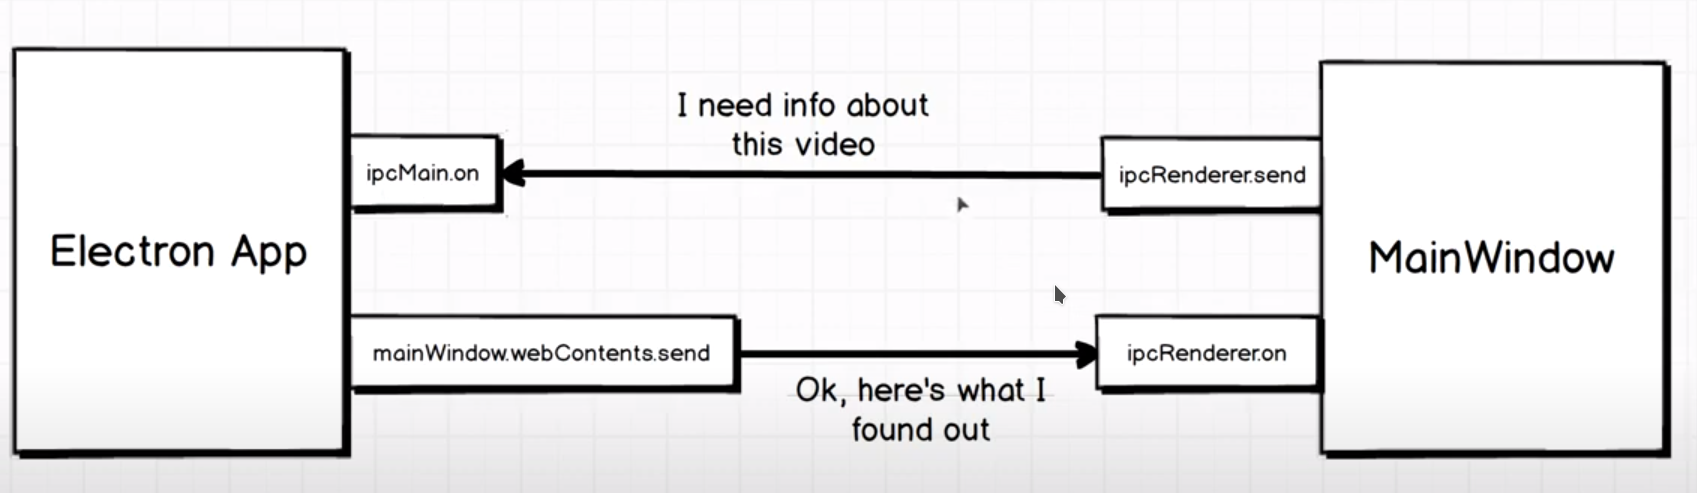 I need info about
this video
ipcMain.on
ipcRenderer.send
Electron App
MainWindow
mainWindow.webContents.send
ipcRenderer.on
Ok, here's what I
found out